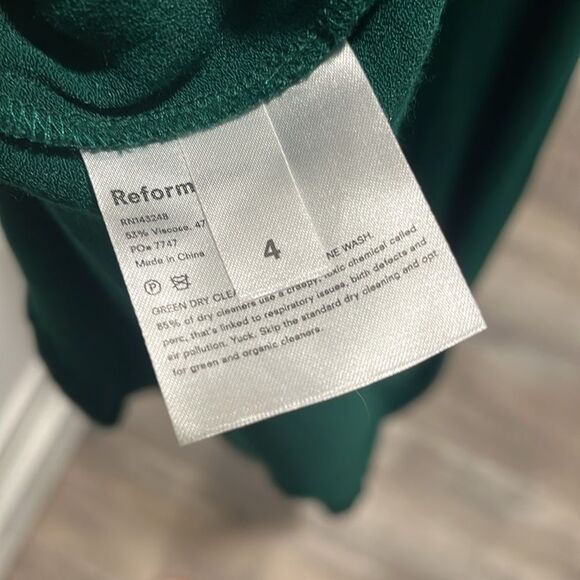 Reform
RN143248
53% Viscose, 47
PO# 7747
Made in China
4
P
GREEN DRY CLEA NE WASH.
85% of dry cleaners use a creepy, toxic chemical called
perc, that's linked to respiratory issues, birth defects and
air pollution. Yuck. Skip the standard dry cleaning and opt
for green and organic cleaners.